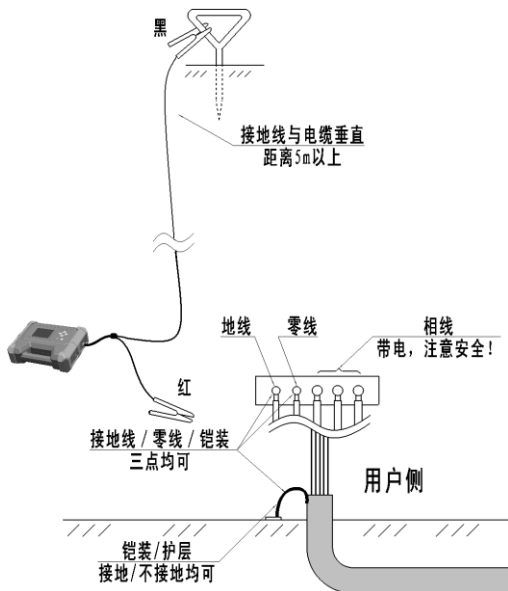 黑
接地线与电缆垂直
距离5m以上
地线
零线
相线
带电，注意安全！
红
接地线/零线/铠装
三点均可
用户侧
铠装/护层
接地/不接地均可